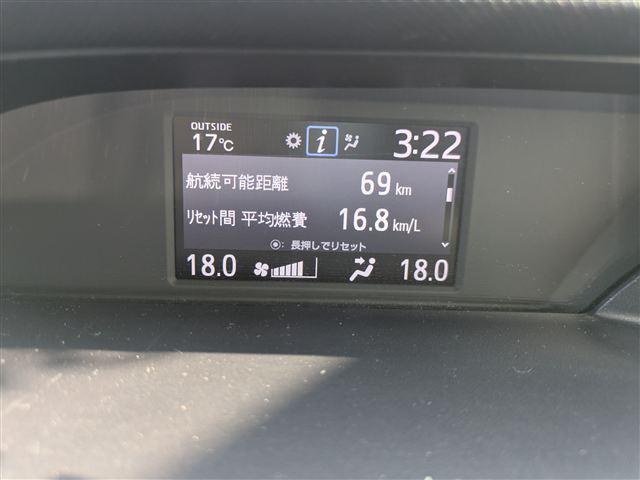 OUTSIDE
17℃
i
3:22
航続可能距離 69 km
ﾘｾｯﾄ間 平均燃費 16.8 km/L
◉: 長押しでリセット
18.0
18.0